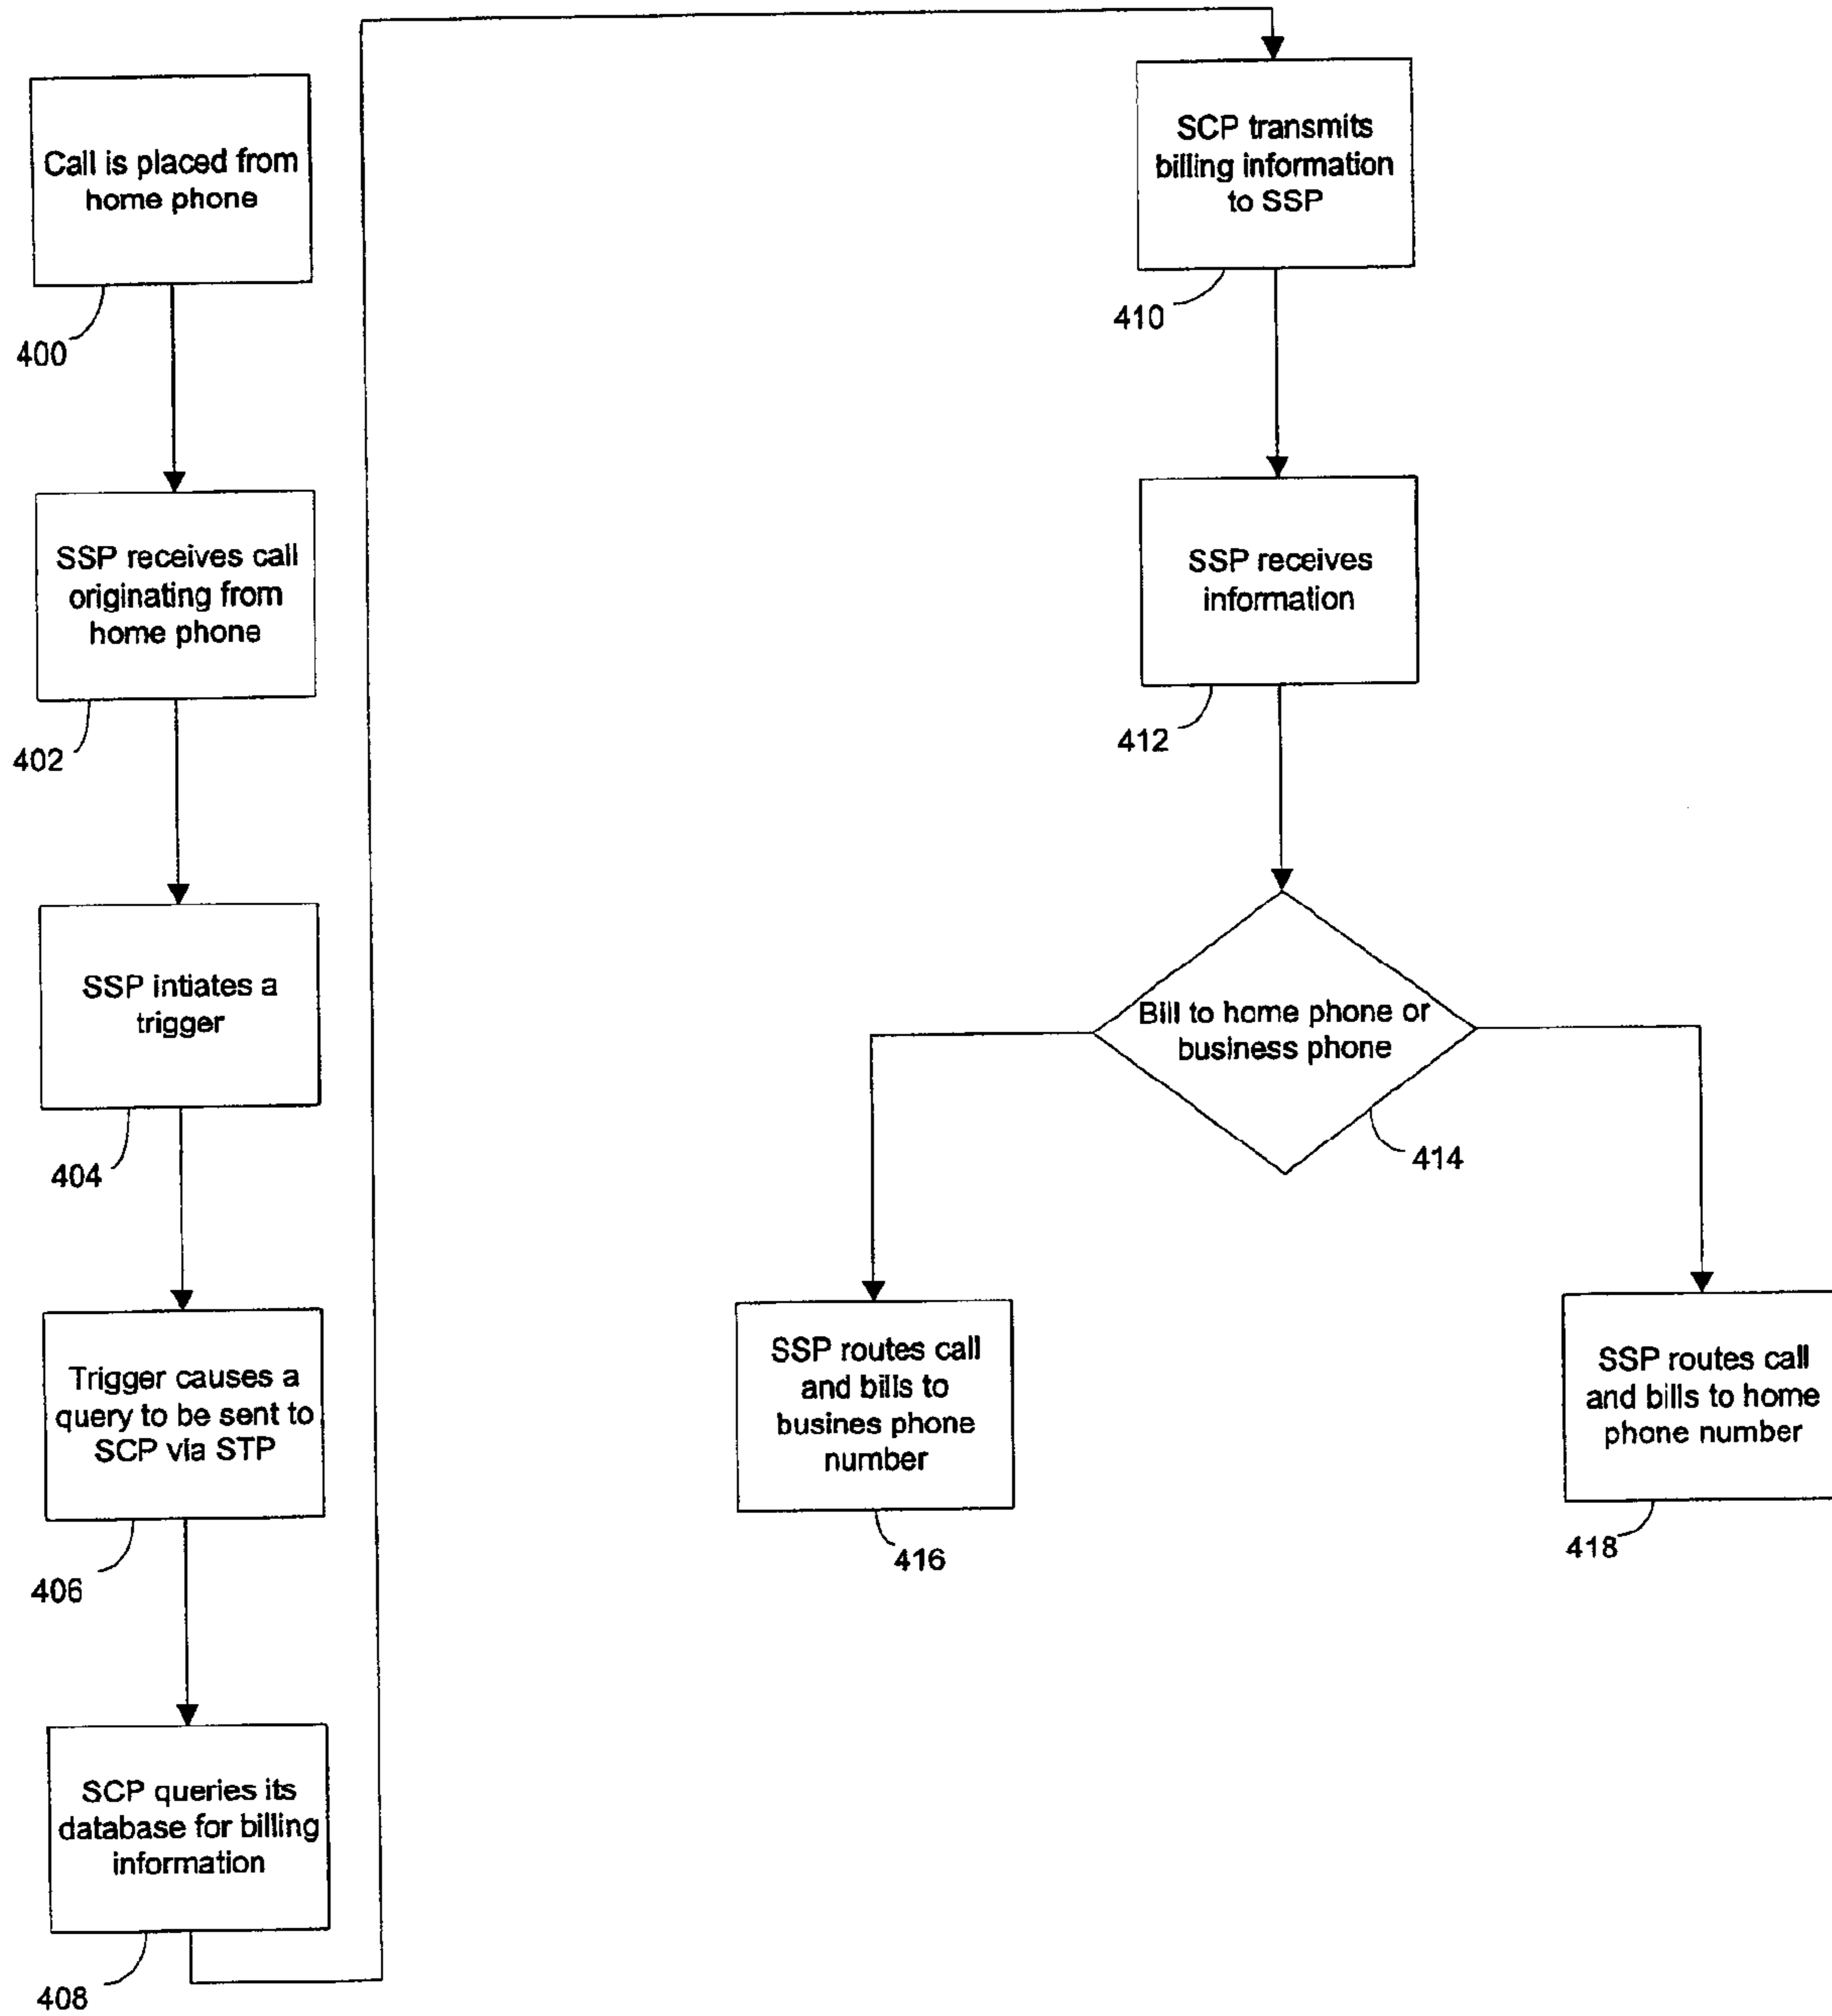 Call is placed from
home phone
400
SSP receives call
originating from
home phone
402
SSP intiates a
trigger
404
Trigger causes a
query to be sent to
SCP via STP
406
SCP queries its
database for billing
information
408
SCP transmits
billing information
to SSP
410
SSP receives
information
412
Bill to home phone or
business phone
414
SSP routes call
and bills to
busines phone
number
416
SSP routes call
and bills to home
phone number
418